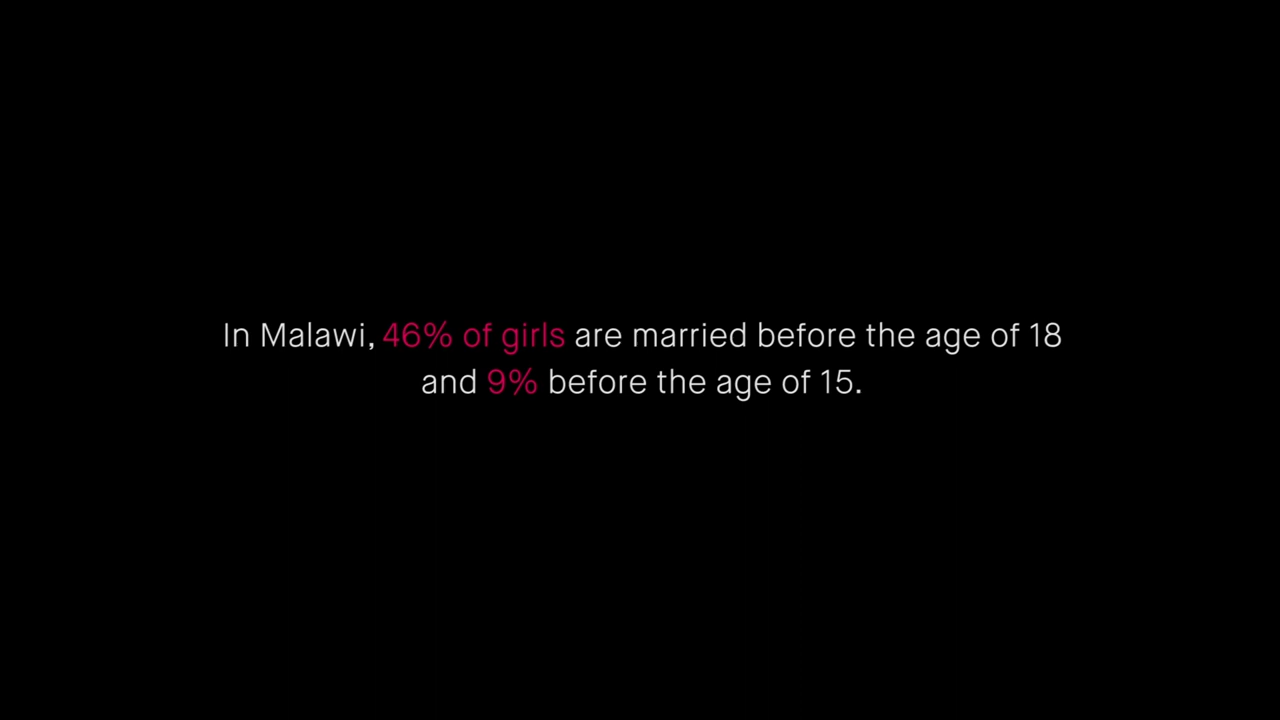 In Malawi, 46% of girls are married before the age of 18
and 9% before the age of 15.